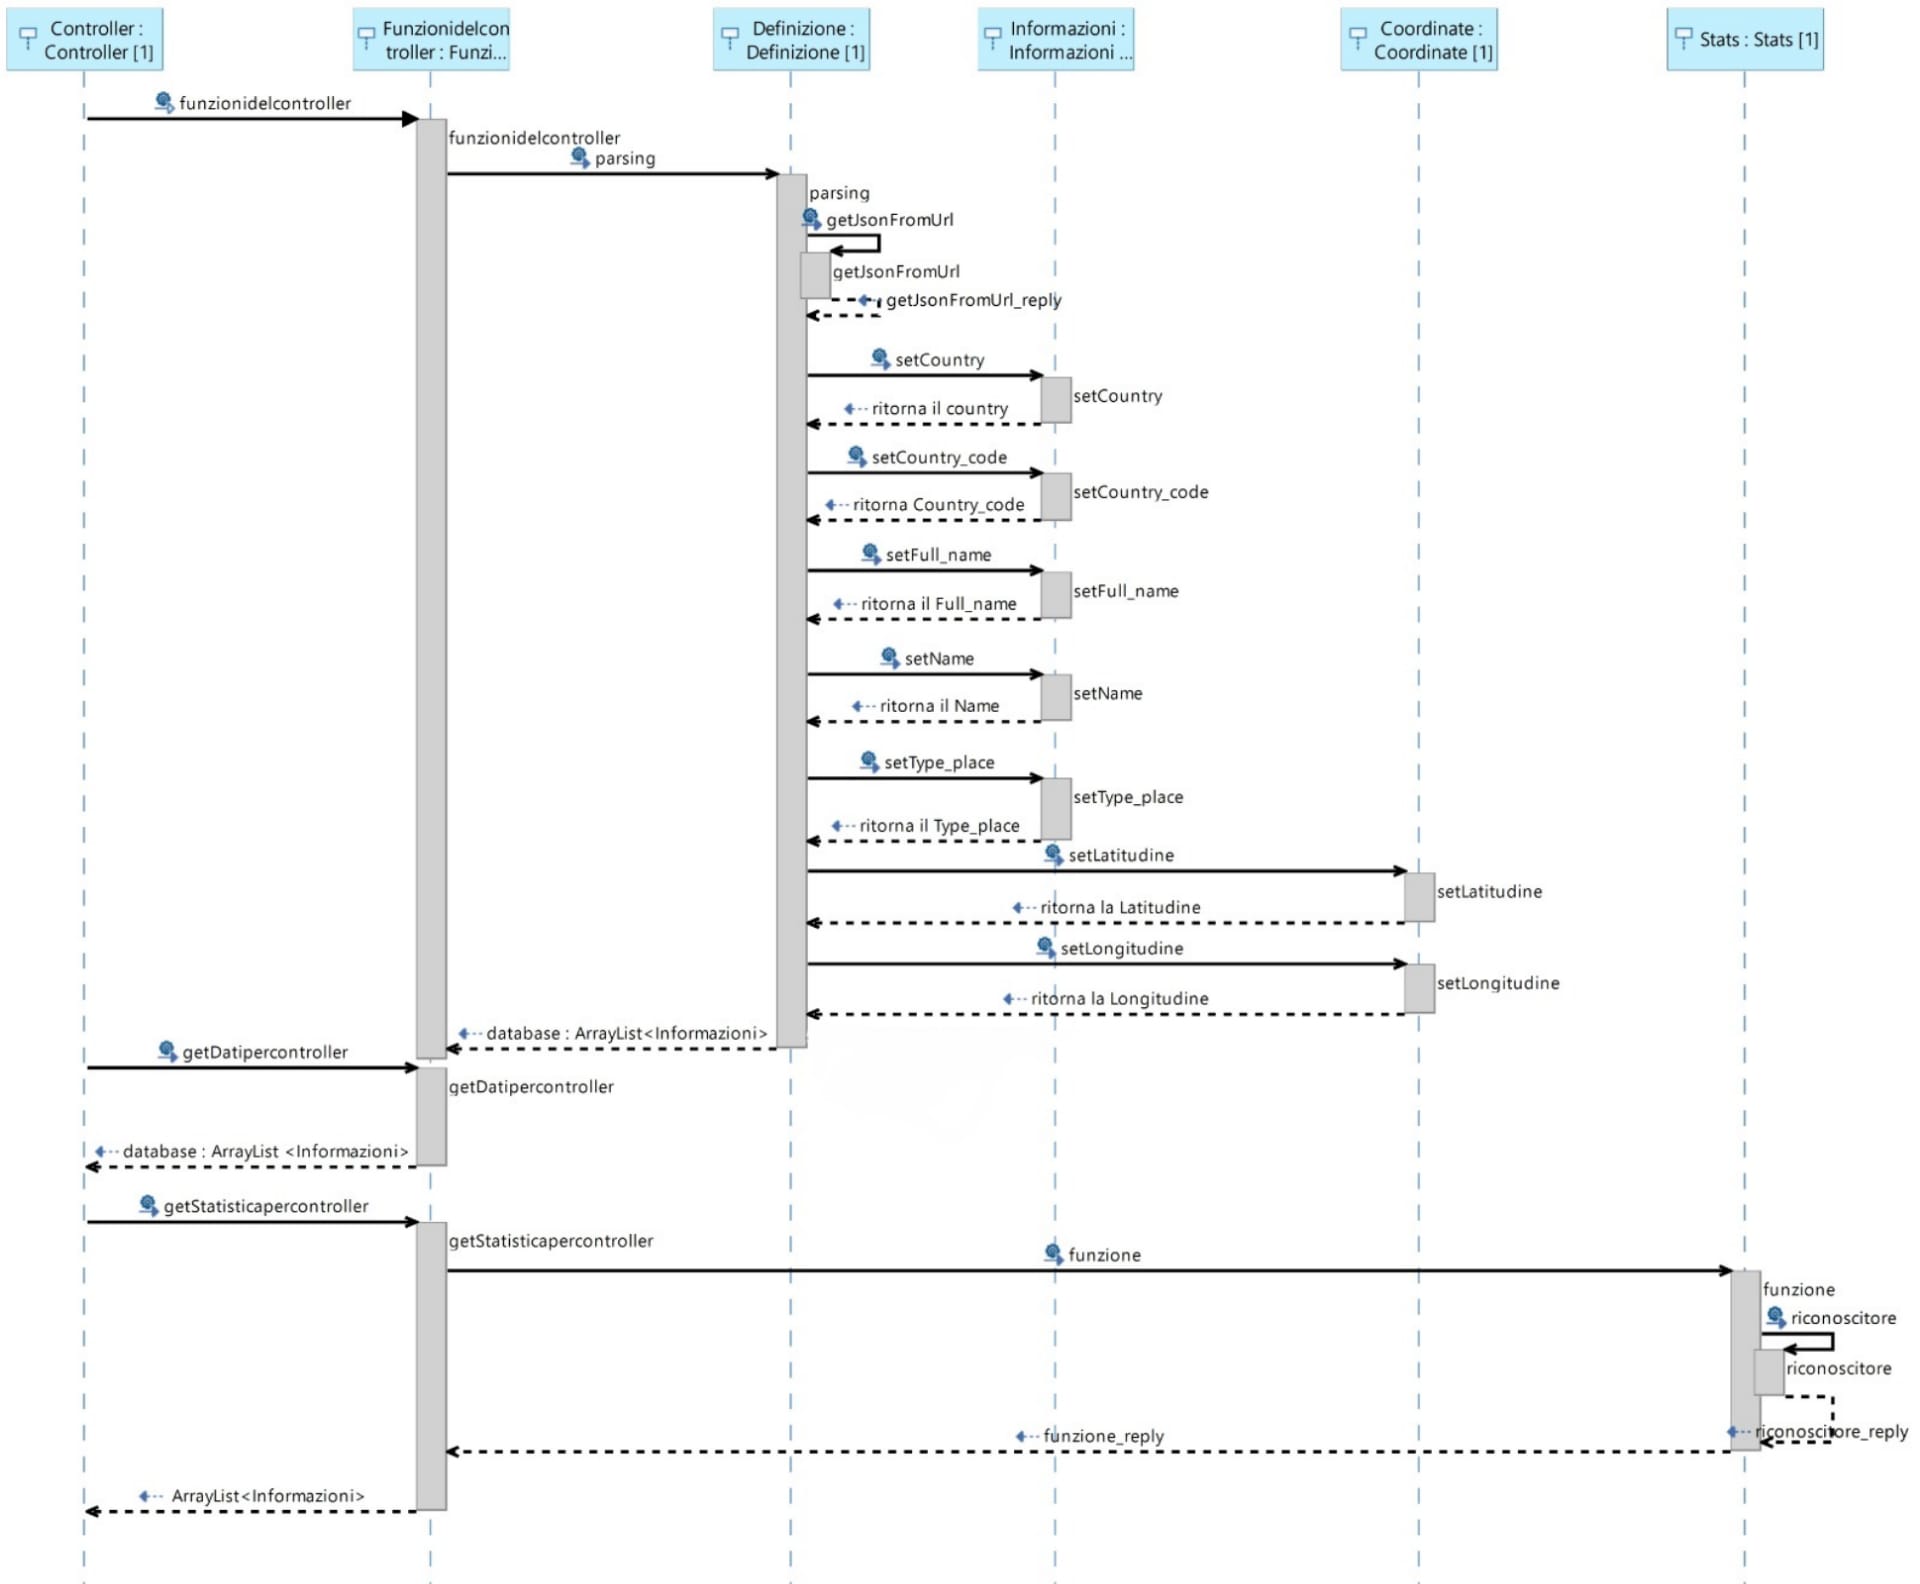 Controller :
Controller [1]
Funzionidelcon
troller : Funzi...
Definizione :
Definizione [1]
Informazioni :
Informazioni ...
Coordinate :
Coordinate [1]
Stats : Stats [1]
funzionidelcontroller
funzionidelcontroller
parsing
parsing
getJsonFromUrl
getJsonFromUrl
getJsonFromUrl_reply
setCountry
setCountry
ritorna il country
setCountry_code
setCountry_code
ritorna Country_code
setFull_name
setFull_name
ritorna il Full_name
setName
setName
ritorna il Name
setType_place
setType_place
ritorna il Type_place
setLatitudine
setLatitudine
ritorna la Latitudine
setLongitudine
setLongitudine
ritorna la Longitudine
database : ArrayList<Informazioni>
getDatipercontroller
getDatipercontroller
database : ArrayList <Informazioni>
getStatisticapercontroller
getStatisticapercontroller
funzione
funzione
riconoscitore
riconoscitore
riconoscitore_reply
funzione_reply
ArrayList<Informazioni>